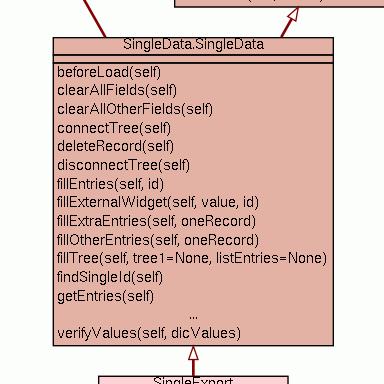 SingleData.SingleData
beforeLoad(self)
clearAllFields(self)
clearAllOtherFields(self)
connectTree(self)
deleteRecord(self)
disconnectTree(self)
fillEntries(self, id)
fillExternalWidget(self, value, id)
fillExtraEntries(self, oneRecord)
fillOtherEntries(self, oneRecord)
fillTree(self, tree1=None, listEntries=None)
findSingleId(self)
getEntries(self)
...
verifyValues(self, dicValues)
SingleExport